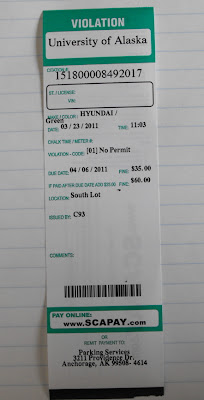 VIOLATION
University of Alaska
CITATION #:
151800008492017
ST. / LICENSE:
VIN:
MAKE / COLOR: HYUNDAI /
Green
DATE: 03 / 23 / 2011 TIME: 11:03
CHALK TIME / METER #:
VIOLATION - CODE: [01] No Permit
DUE DATE: 04 / 06 / 2011 FINE: $35.00
IF PAID AFTER DUE DATE ADD $25.00 FINE: $60.00
LOCATION: South Lot
ISSUED BY: C93
COMMENTS:
PAY ONLINE:
www.SCAPAY.com
OR
REMIT PAYMENT TO:
Parking Services
3211 Providence Dr.
Anchorage, AK 99508- 4614